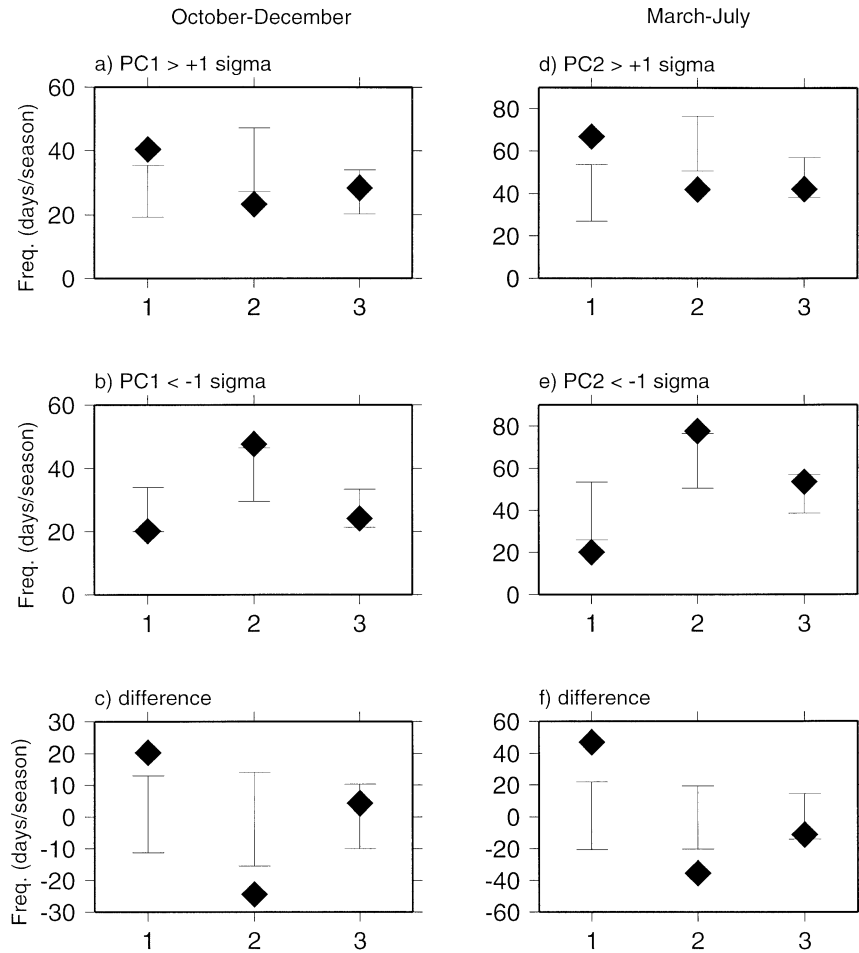 October-December
March-July
a) PC1 > +1 sigma
60
40
20
0
Freq. (days/season)
1 2 3
d) PC2 > +1 sigma
80
60
40
20
0
1 2 3
b) PC1 < -1 sigma
60
40
20
0
Freq. (days/season)
1 2 3
e) PC2 < -1 sigma
80
60
40
20
0
1 2 3
c) difference
30
20
10
0
-10
-20
-30
Freq. (days/season)
1 2 3
f) difference
60
40
20
0
-20
-40
-60
1 2 3